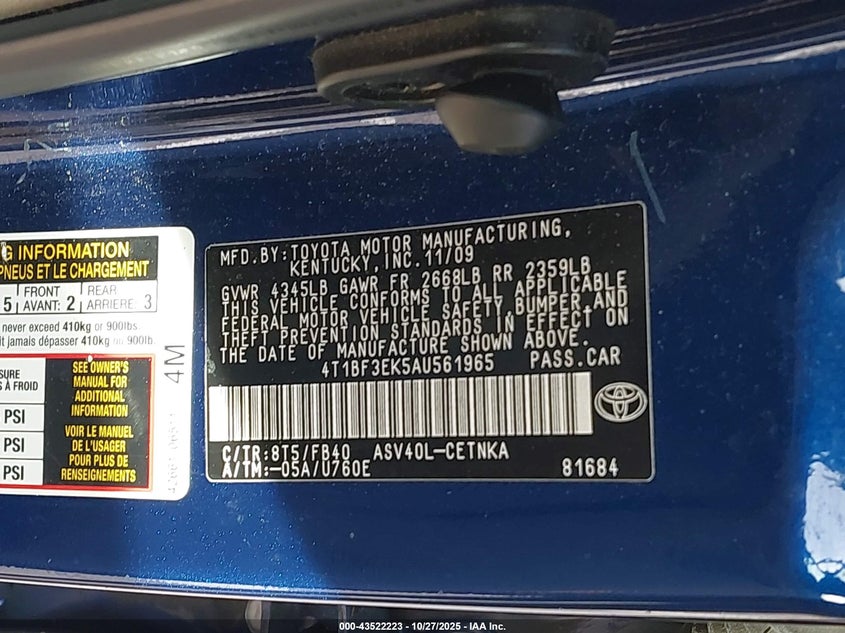 G INFORMATION
PNEUS ET LE CHARGEMENT
5 FRONT AVANT: 2 REAR ARRIERE: 3
never exceed 410kg or 900lbs.
it jamais dépasser 410kg ou 900lb.
SURE
S À FROID
PSI
PSI
PSI
SEE OWNER'S
MANUAL FOR
ADDITIONAL
INFORMATION
VOIR LE MANUEL
DE L'USAGER
POUR PLUS DE
RENSEIGNEMENTS
4M
MFD.BY:TOYOTA MOTOR MANUFACTURING,
KENTUCKY,INC.11/09
GVWR 4345LB GAWR FR 2668LB RR 2359LB
THIS VEHICLE CONFORMS TO ALL APPLICABLE
FEDERAL MOTOR VEHICLE SAFETY,BUMPER,AND
THEFT PREVENTION STANDARDS IN EFFECT ON
THE DATE OF MANUFACTURE SHOWN ABOVE.
4T1BF3EK5AU561965 PASS.CAR
C/TR:8T5/FB40 ASV40L-CETNKA
A/TM:-05A/U760E 81684
000-43522223 - 10/27/2025 - IAA Inc.